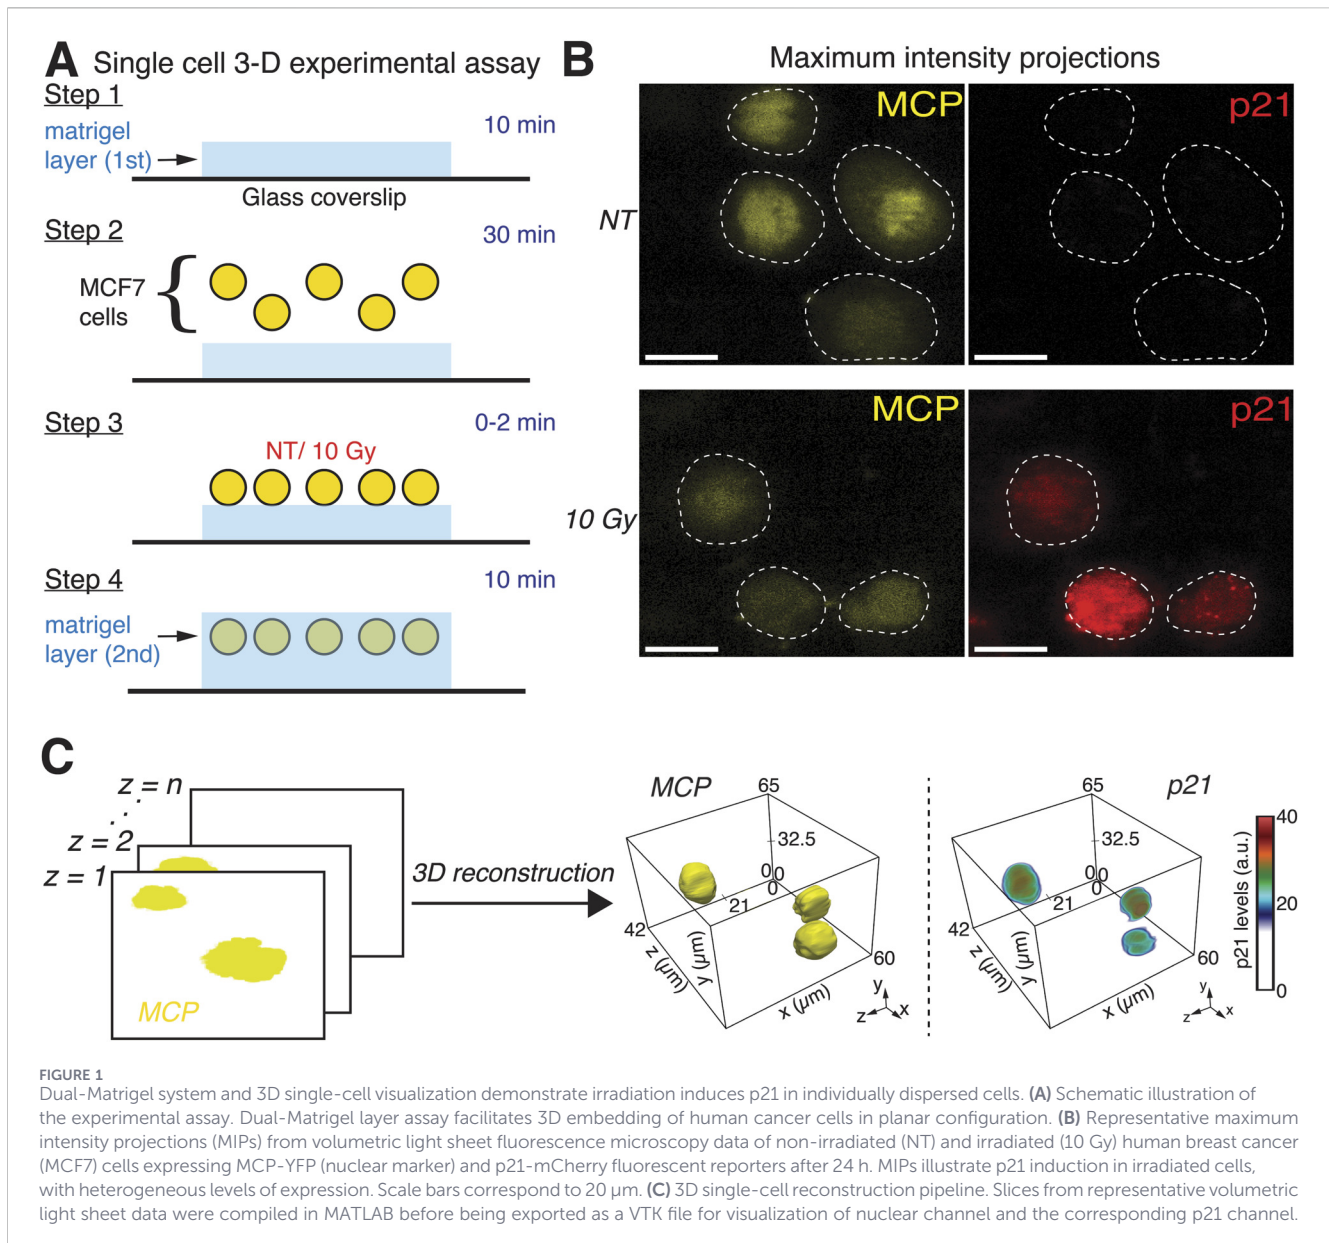 A Single cell 3-D experimental assay
Step 1
10 min
matrigel
layer (1st)
Glass coverslip
Step 2
30 min
MCF7
cells
Step 3
0-2 min
NT/ 10 Gy
Step 4
10 min
matrigel
layer (2nd)
B Maximum intensity projections
MCP
p21
NT
MCP
p21
10 Gy
C
z = n
z = 2
z = 1
MCP
3D reconstruction
MCP
65
32.5
0
0
0
21
42
60
z (µm)
y (µm)
x (µm)
y
z
x
p21
65
32.5
0
0
0
21
42
60
z (µm)
y (µm)
x (µm)
y
z
x
p21 levels (a.u.)
40
20
0
FIGURE 1
Dual-Matrigel system and 3D single-cell visualization demonstrate irradiation induces p21 in individually dispersed cells. (A) Schematic illustration of
the experimental assay. Dual-Matrigel layer assay facilitates 3D embedding of human cancer cells in planar configuration. (B) Representative maximum
intensity projections (MIPs) from volumetric light sheet fluorescence microscopy data of non-irradiated (NT) and irradiated (10 Gy) human breast cancer
(MCF7) cells expressing MCP-YFP (nuclear marker) and p21-mCherry fluorescent reporters after 24 h. MIPs illustrate p21 induction in irradiated cells,
with heterogeneous levels of expression. Scale bars correspond to 20 µm. (C) 3D single-cell reconstruction pipeline. Slices from representative volumetric
light sheet data were compiled in MATLAB before being exported as a VTK file for visualization of nuclear channel and the corresponding p21 channel.